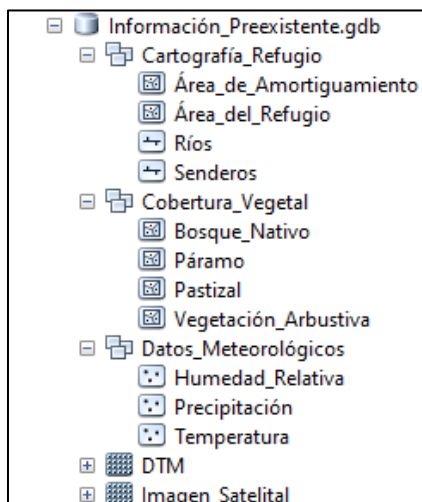 Información_Preexistente.gdb
Cartografía_Refugio
Área_de_Amortiguamiento
Área_del_Refugio
Ríos
Senderos
Cobertura_Vegetal
Bosque_Nativo
Páramo
Pastizal
Vegetación_Arbustiva
Datos_Meteorológicos
Humedad_Relativa
Precipitación
Temperatura
DTM
Imagen_Satelital